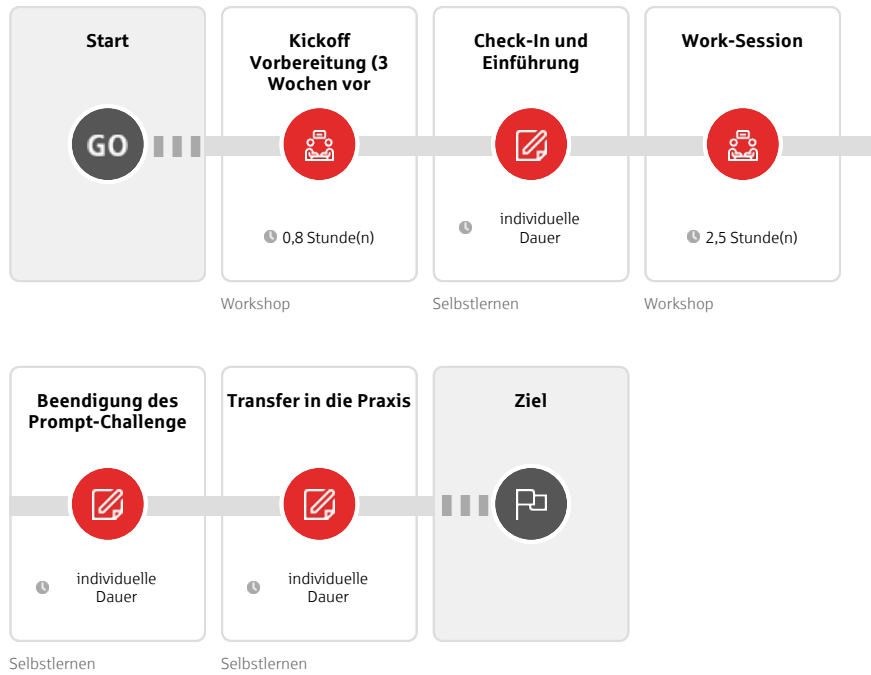 Start
Kickoff
Vorbereitung (3
Wochen vor
Check-In und
Einführung
Work-Session
GO
0,8 Stunde(n)
individuelle
Dauer
2,5 Stunde(n)
Workshop
Selbstlernen
Workshop
Beendigung des
Prompt-Challenge
Transfer in die Praxis
Ziel
individuelle
Dauer
individuelle
Dauer
Selbstlernen
Selbstlernen